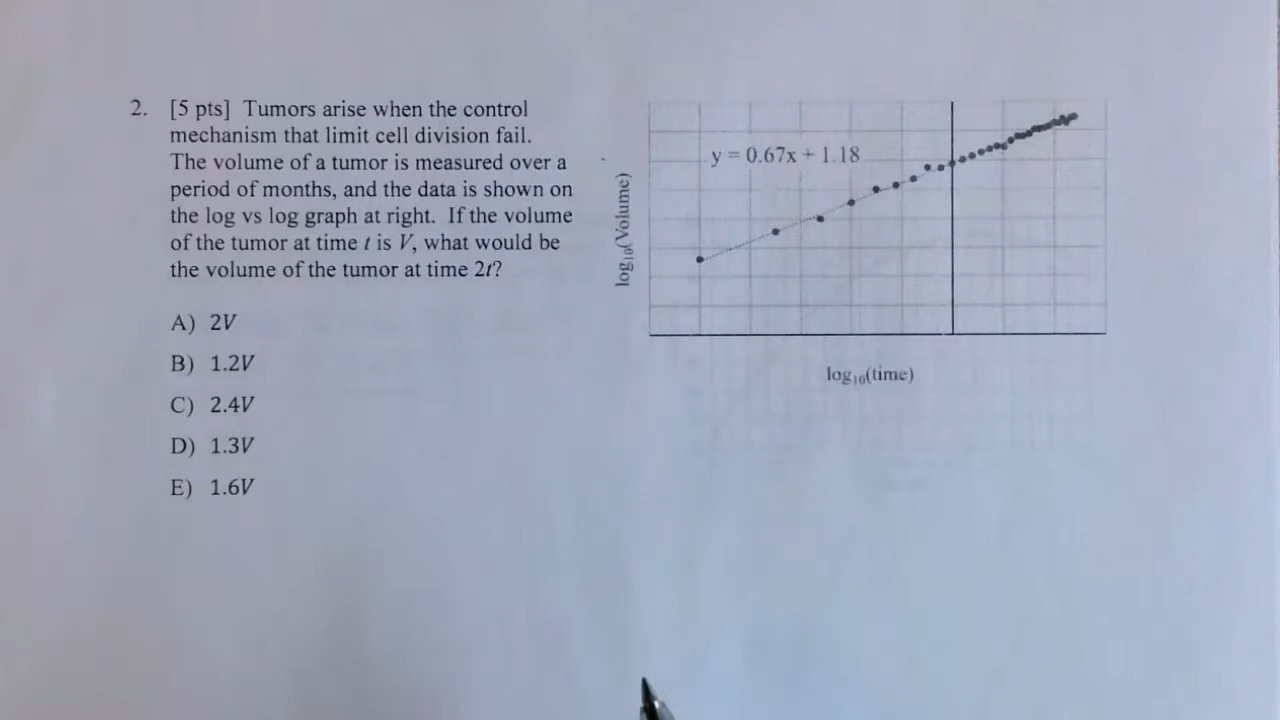 2. [5 pts] Tumors arise when the control
mechanism that limit cell division fail.
The volume of a tumor is measured over a
period of months, and the data is shown on
the log vs log graph at right. If the volume
of the tumor at time t is V, what would be
the volume of the tumor at time 2t?
A) 2V
B) 1.2V
C) 2.4V
D) 1.3V
E) 1.6V
y = 0.67x + 1.18
log₁₀(Volume)
log₁₀(time)